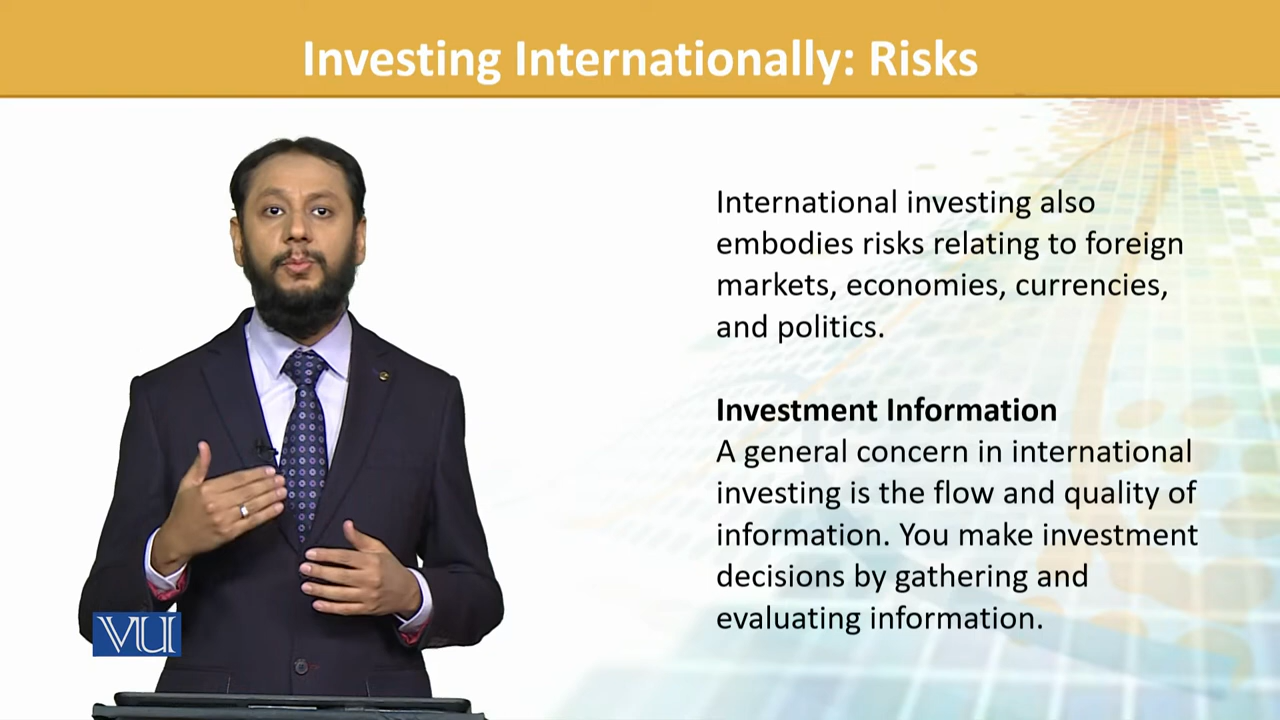 Investing Internationally: Risks
International investing also
embodies risks relating to foreign
markets, economies, currencies,
and politics.
Investment Information
A general concern in international
investing is the flow and quality of
information. You make investment
decisions by gathering and
evaluating information.
VU